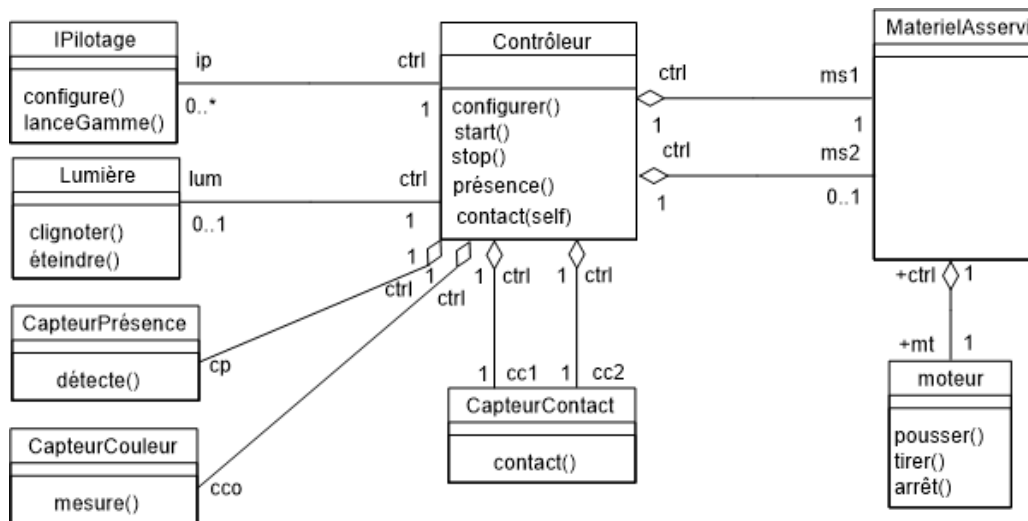 IPilotage
configure()
lanceGamme()
ip
0..*
ctrl
1
Contrôleur
configurer()
start()
stop()
présence()
contact(self)
ctrl
1
ms1
1
ctrl
1
ms2
0..1
MaterielAsservi
Lumière
clignoter()
éteindre()
lum
0..1
ctrl
1
1
ctrl
1
ctrl
1
ctrl
1
ctrl
CapteurPrésence
détecte()
cp
CapteurCouleur
mesure()
cco
1
cc1
1
cc2
CapteurContact
contact()
+ctrl
1
+mt
1
moteur
pousser()
tirer()
arrêt()